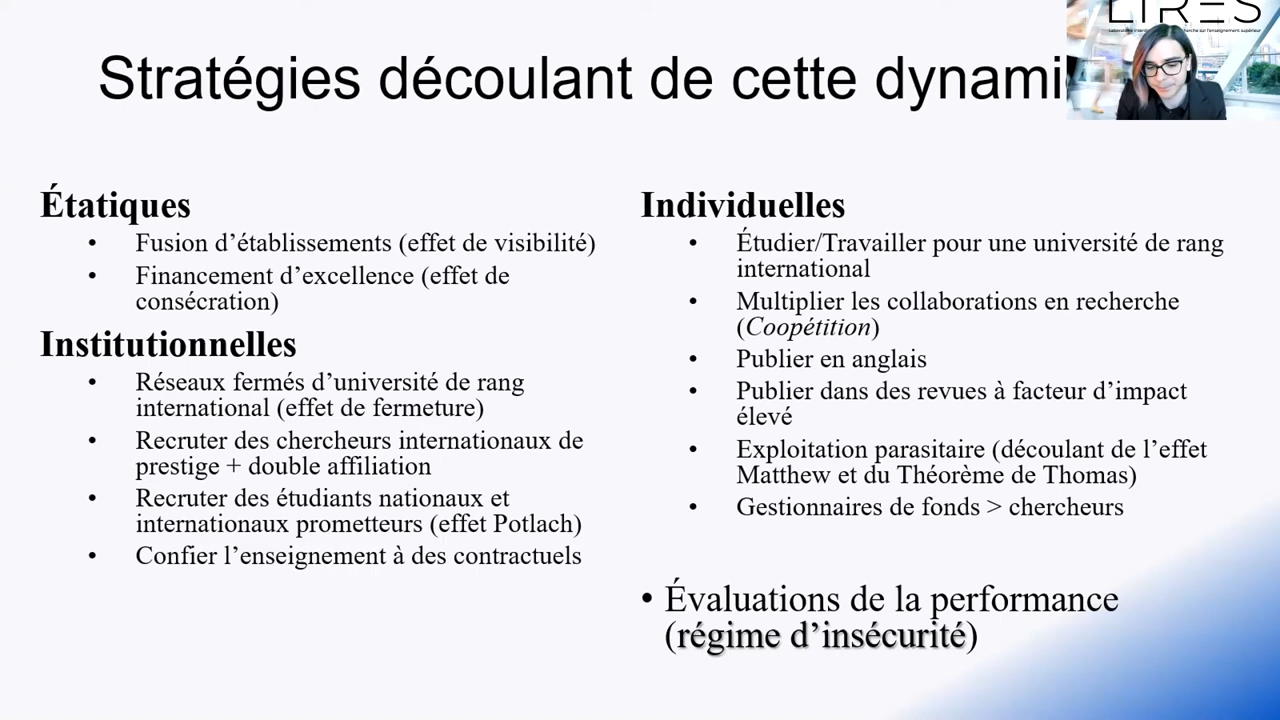 Stratégies découlant de cette dynami
LIRES
Étatiques
• Fusion d’établissements (effet de visibilité)
• Financement d’excellence (effet de
consécration)
Institutionnelles
• Réseaux fermés d’université de rang
international (effet de fermeture)
• Recruter des chercheurs internationaux de
prestige + double affiliation
• Recruter des étudiants nationaux et
internationaux prometteurs (effet Potlach)
• Confier l’enseignement à des contractuels
Individuelles
• Étudier/Travailler pour une université de rang
international
• Multiplier les collaborations en recherche
(Coopétition)
• Publier en anglais
• Publier dans des revues à facteur d’impact
élevé
• Exploitation parasitaire (découlant de l’effet
Matthew et du Théorème de Thomas)
• Gestionnaires de fonds > chercheurs
• Évaluations de la performance
(régime d’insécurité)